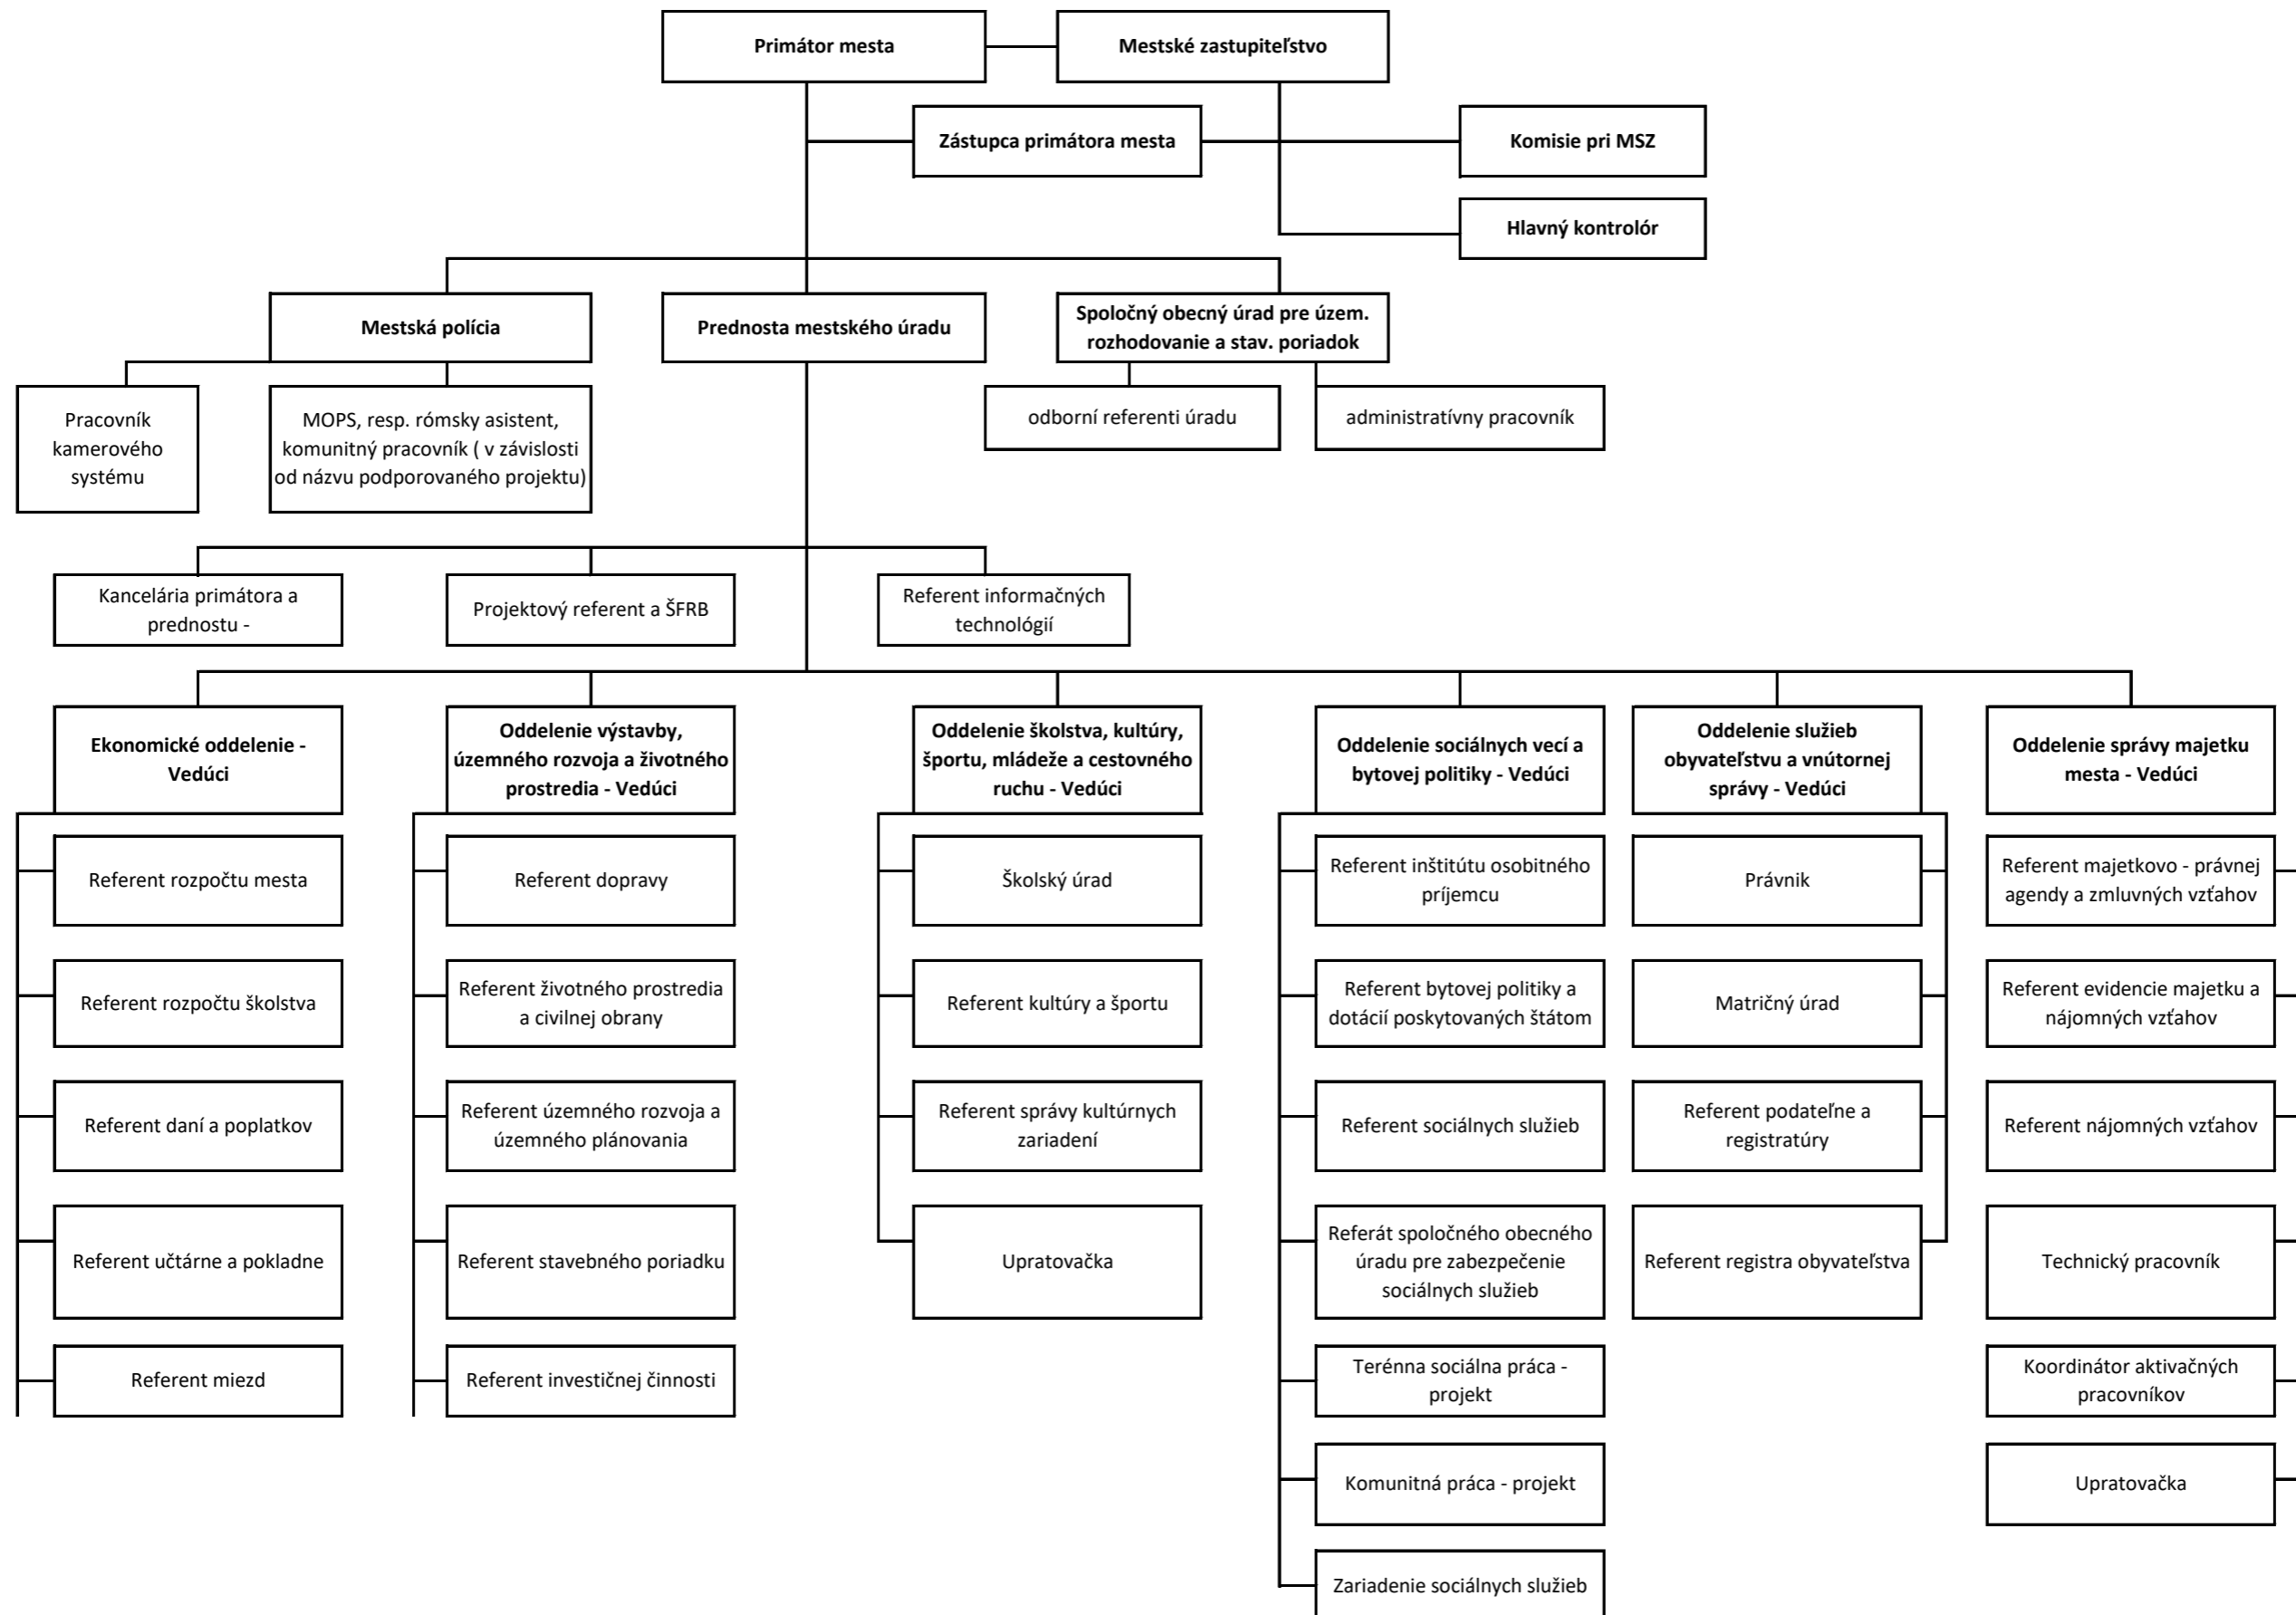 Primátor mesta
Mestské zastupiteľstvo
Zástupca primátora mesta
Komisie pri MSZ
Hlavný kontrolór
Mestská polícia
Prednosta mestského úradu
Spoločný obecný úrad pre územ.
rozhodovanie a stav. poriadok
Pracovník
kamerového
systému
MOPS, resp. rómsky asistent,
komunitný pracovník ( v závislosti
od názvu podporovaného projektu)
odborní referenti úradu
administratívny pracovník
Kancelária primátora a
prednostu -
Projektový referent a ŠFRB
Referent informačných
technológií
Ekonomické oddelenie -
Vedúci
Oddelenie výstavby,
územného rozvoja a životného
prostredia - Vedúci
Oddelenie školstva, kultúry,
športu, mládeže a cestovného
ruchu - Vedúci
Oddelenie sociálnych vecí a
bytovej politiky - Vedúci
Oddelenie služieb
obyvateľstvu a vnútornej
správy - Vedúci
Oddelenie správy majetku
mesta - Vedúci
Referent rozpočtu mesta
Referent dopravy
Školský úrad
Referent inštitútu osobitného
príjemcu
Právnik
Referent majetkovo - právnej
agendy a zmluvných vzťahov
Referent rozpočtu školstva
Referent životného prostredia
a civilnej obrany
Referent kultúry a športu
Referent bytovej politiky a
dotácií poskytovaných štátom
Matričný úrad
Referent evidencie majetku a
nájomných vzťahov
Referent daní a poplatkov
Referent územného rozvoja a
územného plánovania
Referent správy kultúrnych
zariadení
Referent sociálnych služieb
Referent podateľne a
registratúry
Referent nájomných vzťahov
Referent učtárne a pokladne
Referent stavebného poriadku
Upratovačka
Referát spoločného obecného
úradu pre zabezpečenie
sociálnych služieb
Referent registra obyvateľstva
Technický pracovník
Referent miezd
Referent investičnej činnosti
Terénna sociálna práca -
projekt
Koordinátor aktivačných
pracovníkov
Komunitná práca - projekt
Upratovačka
Zariadenie sociálnych služieb